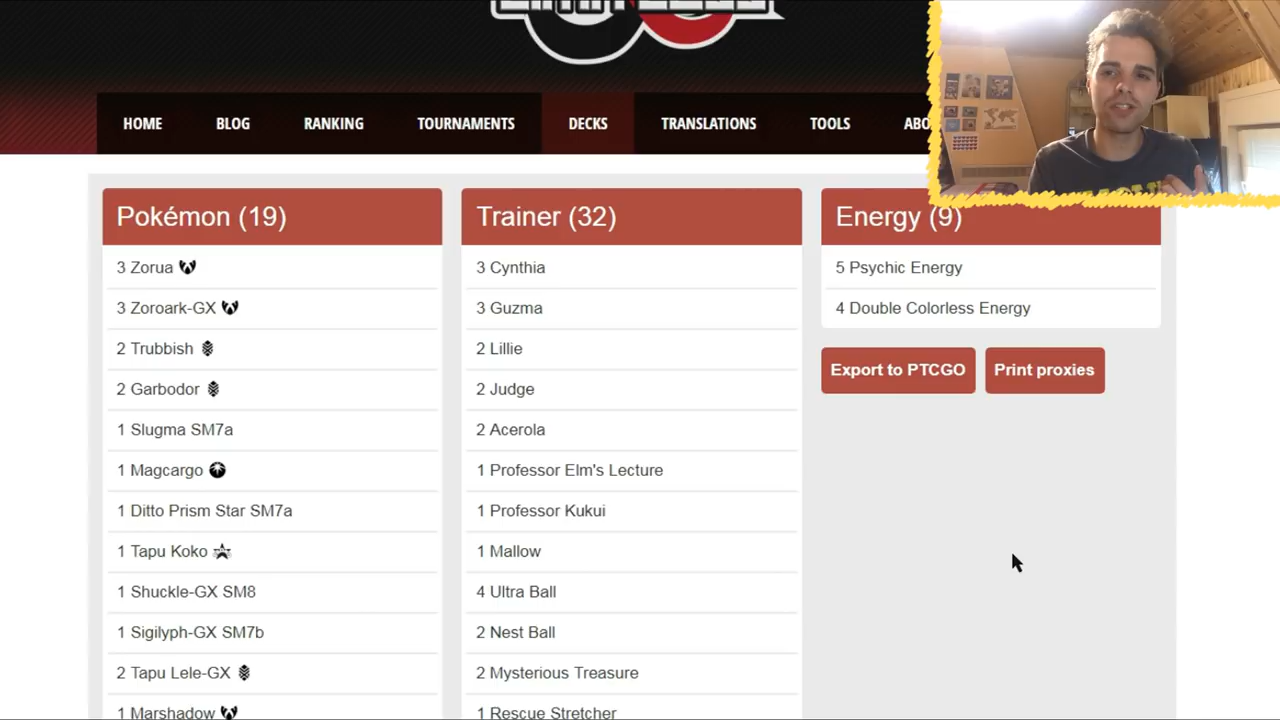 HOME BLOG RANKING TOURNAMENTS DECKS TRANSLATIONS TOOLS
Pokémon (19)
3 Zorua
3 Zoroark-GX
2 Trubbish
2 Garbodor
1 Slugma SM7a
1 Magcargo
1 Ditto Prism Star SM7a
1 Tapu Koko
1 Shuckle-GX SM8
1 Sigilyph-GX SM7b
2 Tapu Lele-GX
1 Marshadow
Trainer (32)
3 Cynthia
3 Guzma
2 Lillie
2 Judge
2 Acerola
1 Professor Elm's Lecture
1 Professor Kukui
1 Mallow
4 Ultra Ball
2 Nest Ball
2 Mysterious Treasure
1 Rescue Stretcher
Energy (9)
5 Psychic Energy
4 Double Colorless Energy
Export to PTCGO Print proxies